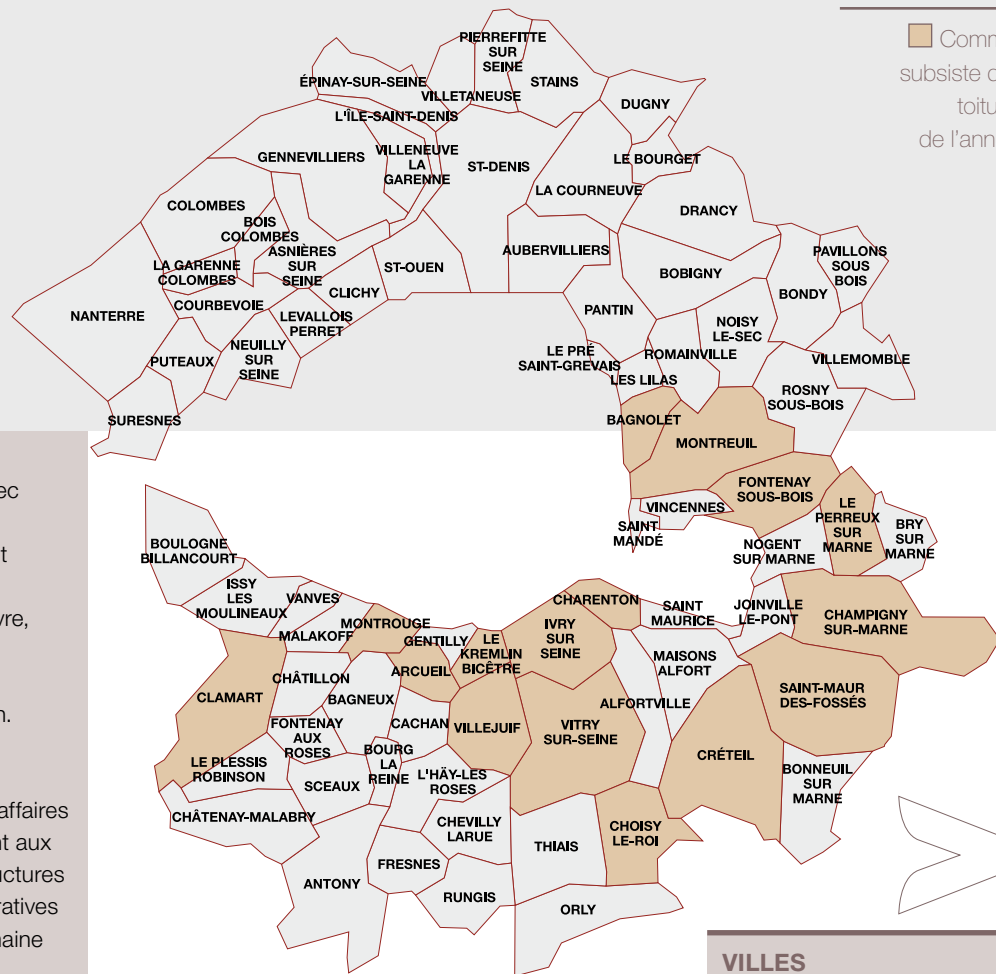 Comm
subsiste d
toitu
de l'ann
PIERREFITTE
SUR
SEINE
ÉPINAY-SUR-SEINE
VILLETANEUSE
STAINS
DUGNY
L'ÎLE-SAINT-DENIS
GENNEVILLIERS
VILLENEUVE
LA
GARENNE
ST-DENIS
LE BOURGET
LA COURNEUVE
DRANCY
COLOMBES
BOIS
COLOMBES
ASNIÈRES
SUR
SEINE
AUBERVILLIERS
PAVILLONS
SOUS
BOIS
LA GARENNE
COLOMBES
ST-OUEN
BOBIGNY
CLICHY
BONDY
COURBEVOIE
NANTERRE
LEVALLOIS
PERRET
PANTIN
NOISY
LE-SEC
PUTEAUX
NEUILLY
SUR
SEINE
LE PRÉ
SAINT-GREVAIS
ROMAINVILLE
VILLEMOMBLE
LES LILAS
ROSNY
SOUS-BOIS
SURESNES
BAGNOLET
MONTREUIL
FONTENAY
SOUS-BOIS
VINCENNES
LE
PERREUX
SUR
MARNE
BRY
SUR
MARNE
SAINT
MANDÉ
NOGENT
SUR MARNE
BOULOGNE
BILLANCOURT
ISSY
LES
MOULINEAUX
VANVES
MALAKOFF
MONTROUGE
GENTILLY
LE
KREMLIN
BICÊTRE
IVRY
SUR
SEINE
CHARENTON
SAINT
MAURICE
JOINVILLE
LE-PONT
CHAMPIGNY
SUR-MARNE
ARCUEIL
MAISONS
ALFORT
CLAMART
CHÂTILLON
BAGNEUX
SAINT-MAUR
DES-FOSSÉS
ALFORTVILLE
FONTENAY
AUX
ROSES
CACHAN
VILLEJUIF
VITRY
SUR-SEINE
CRÉTEIL
LE PLESSIS
ROBINSON
BOURG
LA
REINE
SCEAUX
L'HÄY-LES
ROSES
BONNEUIL
SUR
MARNE
CHÂTENAY-MALABRY
CHEVILLY
LARUE
THIAIS
CHOISY
LE-ROI
ANTONY
FRESNES
RUNGIS
ORLY
ec
t
vre,
n.
affaires
nt aux
uctures
ratives
naine
VILLES